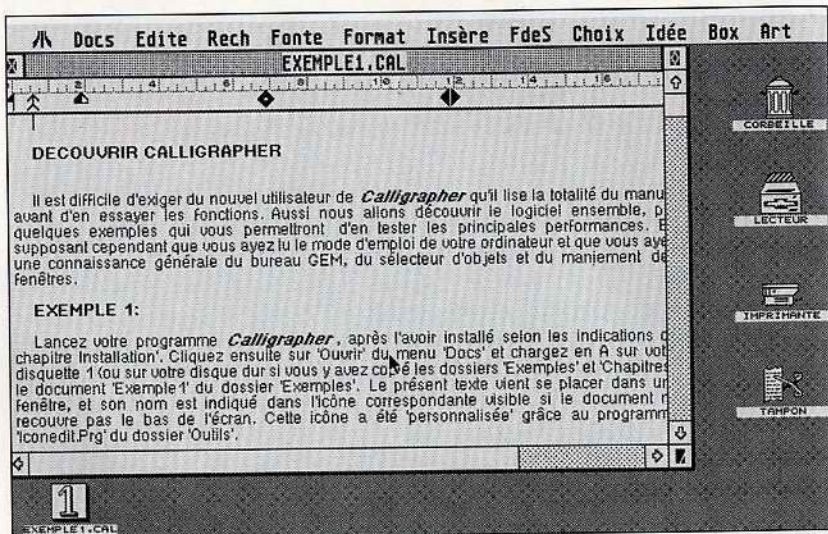 Docs Edite Rech Fonte Format Insère FdeS Choix Idée Box Art
EXEMPLE1.CAL
2 4 6 8 10 12 14 16
DECOUVRIR CALLIGRAPHER
Il est difficile d'exiger du nouvel utilisateur de Calligrapher qu'il lise la totalité du manu
avant d'en essayer les fonctions. Aussi nous allons découvrir le logiciel ensemble, p
quelques exemples qui vous permettront d'en tester les principales performances. E
supposant cependant que vous ayez lu le mode d'emploi de votre ordinateur et que vous aye
une connaissance générale du bureau GEM, du sélecteur d'objets et du maniement de
fenêtres.
EXEMPLE 1:
Lancez votre programme Calligrapher, après l'avoir installé selon les indications d
chapitre Installation'. Cliquez ensuite sur 'Ouvrir' du menu 'Docs' et chargez en A sur vot
disquette 1 (ou sur votre disque dur si vous y avez copié les dossiers 'Exemples' et 'Chapitres
le document 'Exemple1' du dossier 'Exemples'. Le présent texte vient se placer dans un
fenêtre, et son nom est indiqué dans l'icône correspondante visible si le document n
recouvre pas le bas de l'écran. Cette icône a été 'personnalisée' grâce au programm
'Iconedit.Prg' du dossier 'Outils'.
CORBEILLE
LECTEUR
IMPRIMANTE
TAMPON
1
EXEMPLE1.CAL